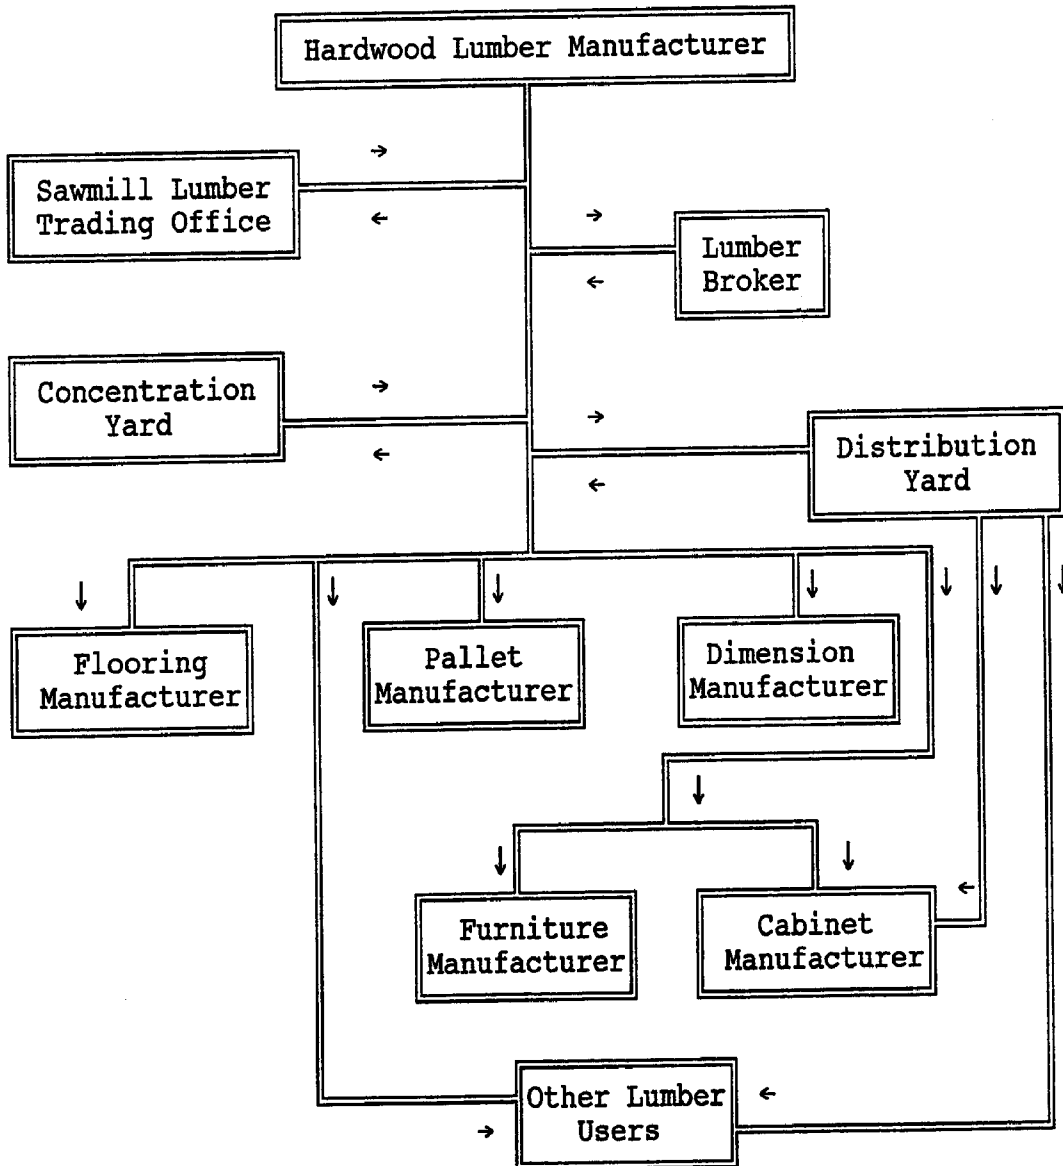 Hardwood Lumber Manufacturer
Sawmill Lumber
Trading Office
Lumber
Broker
Concentration
Yard
Distribution
Yard
Flooring
Manufacturer
Pallet
Manufacturer
Dimension
Manufacturer
Furniture
Manufacturer
Cabinet
Manufacturer
Other Lumber
Users